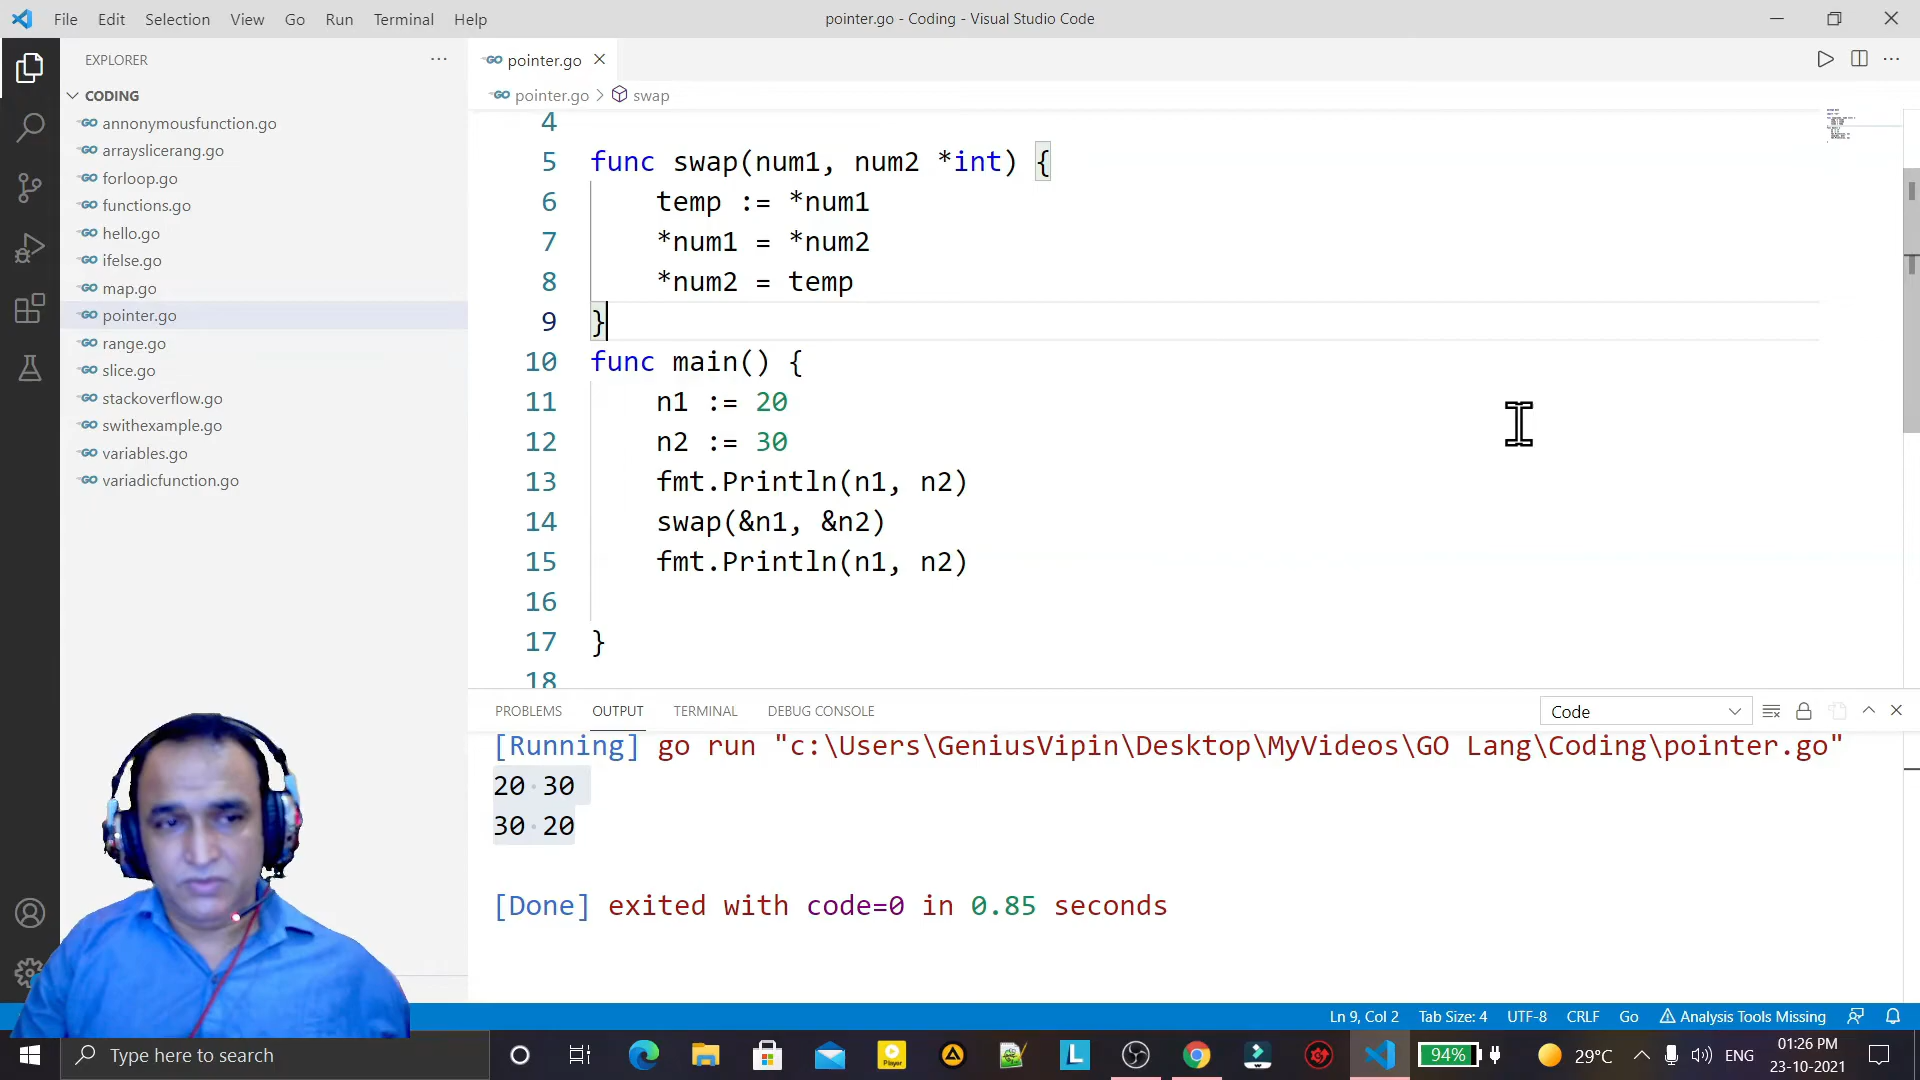 File Edit Selection View Go Run Terminal Help
pointer.go - Coding - Visual Studio Code
EXPLORER
CODING
annonymousfunction.go
arrayslicerang.go
forloop.go
functions.go
hello.go
ifelse.go
map.go
pointer.go
range.go
slice.go
stackoverflow.go
swithexample.go
variables.go
variadicfunction.go
pointer.go
pointer.go > swap
4
5 func swap(num1, num2 *int) {
6 temp := *num1
7 *num1 = *num2
8 *num2 = temp
9 }
10 func main() {
11 n1 := 20
12 n2 := 30
13 fmt.Println(n1, n2)
14 swap(&n1, &n2)
15 fmt.Println(n1, n2)
16
17 }
18
PROBLEMS OUTPUT TERMINAL DEBUG CONSOLE
Code
[Running] go run "c:\Users\GeniusVipin\Desktop\MyVideos\GO Lang\Coding\pointer.go"
20 30
30 20
[Done] exited with code=0 in 0.85 seconds
Ln 9, Col 2 Tab Size: 4 UTF-8 CRLF Go Analysis Tools Missing
Type here to search
94% 29°C ENG
01:26 PM
23-10-2021